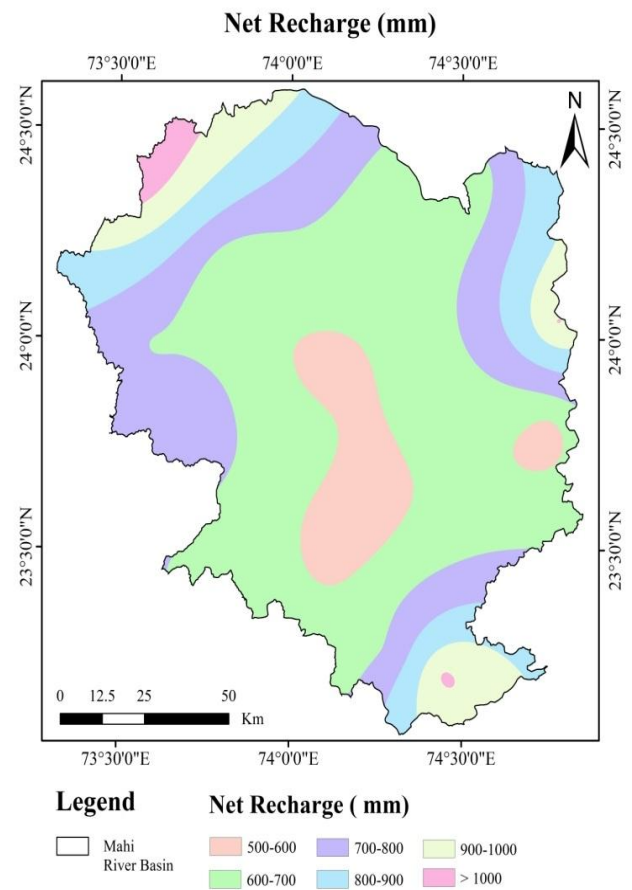 Net Recharge (mm)
73°30'0"E 74°0'0"E 74°30'0"E
N
24°30'0"N 24°30'0"N
24°0'0"N 24°0'0"N
23°30'0"N 23°30'0"N
0 12.5 25 50
Km
73°30'0"E 74°0'0"E 74°30'0"E
Legend Net Recharge ( mm)
Mahi
River Basin
500-600 700-800 900-1000
600-700 800-900 > 1000